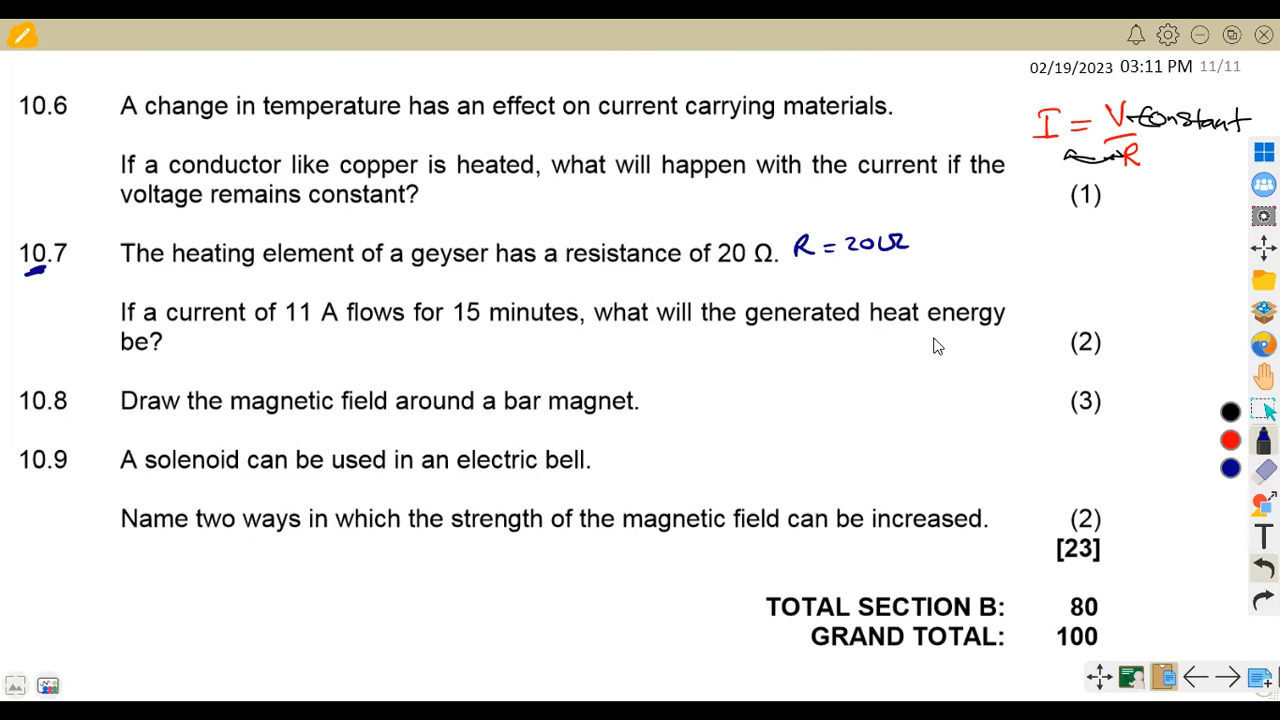 02/19/2023 03:11 PM 11/11
10.6 A change in temperature has an effect on current carrying materials.
I = V constant
R
If a conductor like copper is heated, what will happen with the current if the
voltage remains constant? (1)
10.7 The heating element of a geyser has a resistance of 20 Ω. R = 20Ω
If a current of 11 A flows for 15 minutes, what will the generated heat energy
be? (2)
10.8 Draw the magnetic field around a bar magnet. (3)
10.9 A solenoid can be used in an electric bell.
Name two ways in which the strength of the magnetic field can be increased. (2)
[23]
TOTAL SECTION B: 80
GRAND TOTAL: 100
T